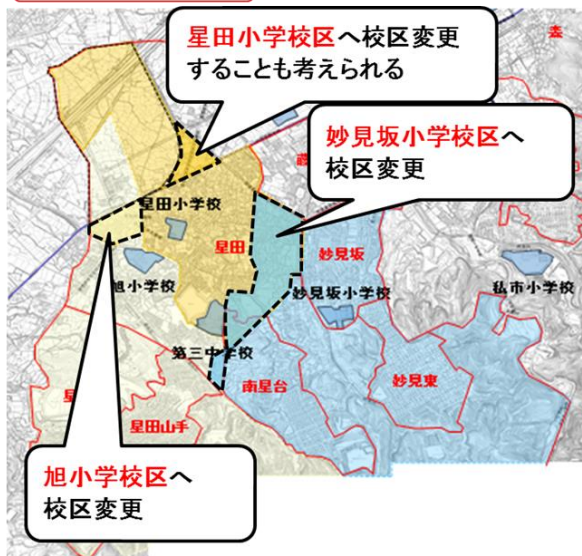 星田小学校区へ校区変更
することも考えられる
妙見坂小学校区へ
校区変更
星田小学校
星田
妙見坂
旭小学校
妙見坂小学校
私市小学校
第三中学校
南星台
妙見東
星田山手
旭小学校区へ
校区変更